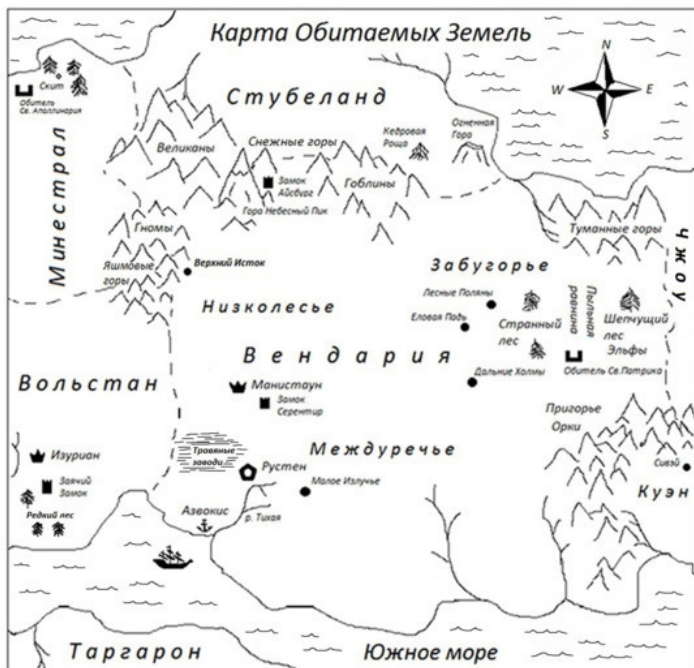 Карта Обитаемых Земель
N
W
E
S
Скит
Обитель
Св. Апаллинария
Стубеланд
Великаны
Снежные горы
Кедровая
Роща
Огненная
Гора
Замок
Айсбург
Гоблины
Гора Небесный Пик
Минестрал
Гномы
Яшмовые
горы
Верхний Исток
Туманные горы
Чжоу
Забугорье
Низколесье
Лесные Поляны
Еловая Падь
Странный
лес
Пыльная
равнина
Шепчущий
лес
Эльфы
Обитель Св.Патрика
Вендария
Дальние Холмы
Вольстан
Манистаун
Замок
Серентир
Пригорье
Орки
Изуриан
Заячий
Замок
Редкий лес
Травяные
заводи
Междуречье
Рустен
Малое Излучье
Сивэй
Куэн
Азвокис
р. Тихая
Таргарон
Южное море